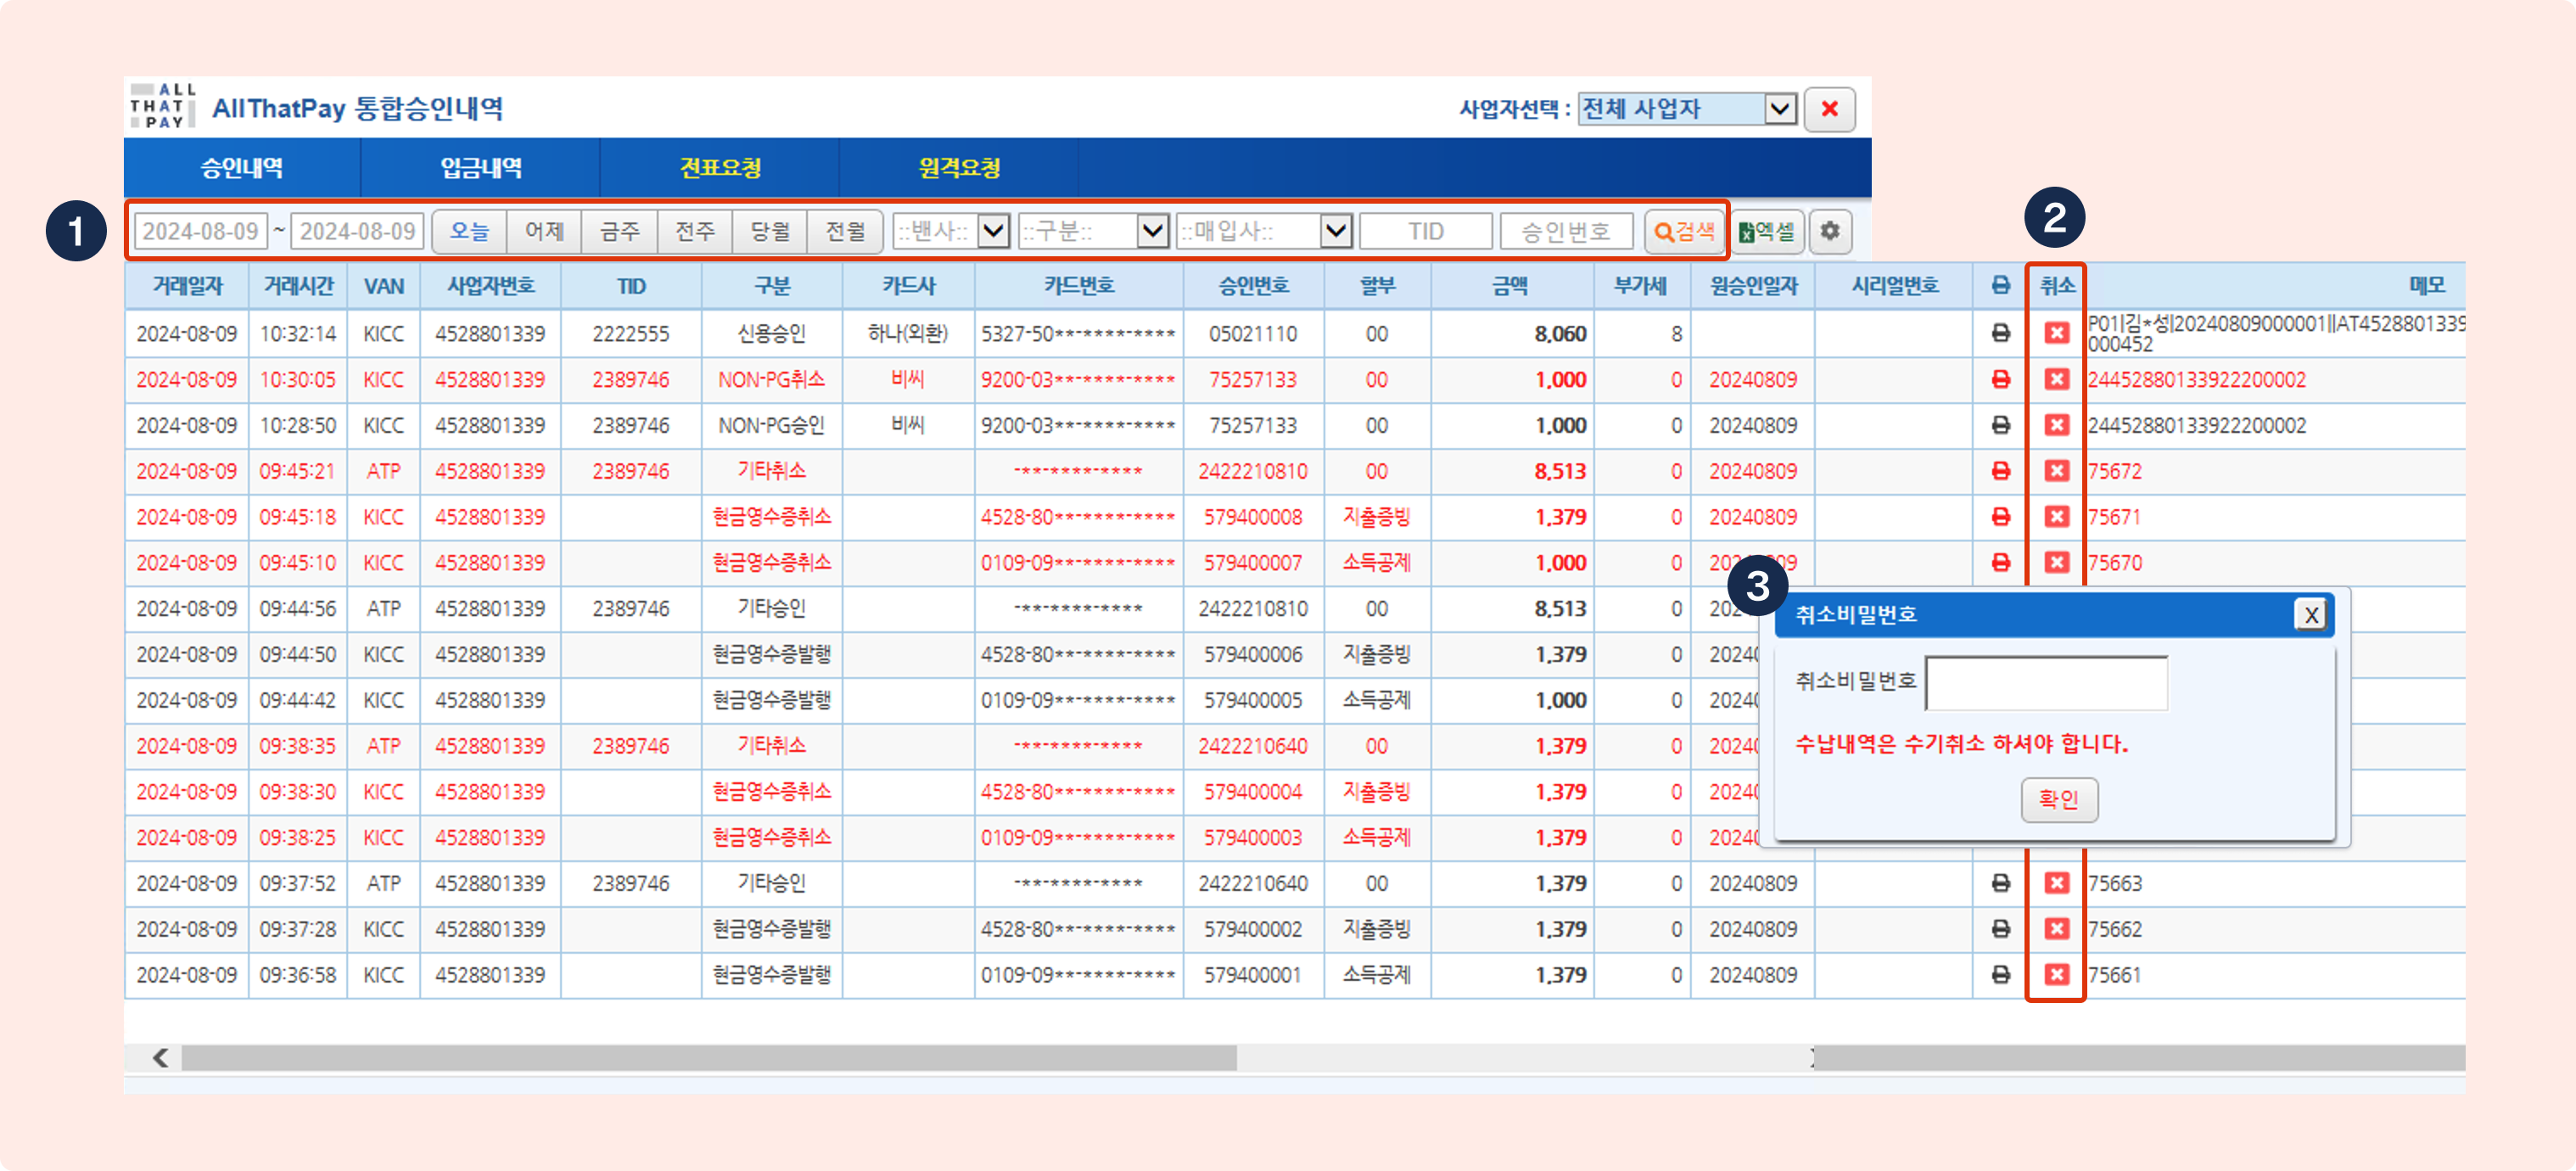 ALL
THAT
PAY
AllThatPay 통합승인내역
사업자선택 : 전체 사업자
승인내역 입금내역 전표요청 원격요청
1
2024-08-09 ~ 2024-08-09 오늘 어제 금주 전주 당월 전월 ::밴사:: ::구분:: ::매입사:: TID 승인번호 검색 엑셀
2
거래일자 거래시간 VAN 사업자번호 TID 구분 카드사 카드번호 승인번호 할부 금액 부가세 원승인일자 시리얼번호 취소 메모
2024-08-09 10:32:14 KICC 4528801339 2222555 신용승인 하나(외환) 5327-50**-****-**** 05021110 00 8,060 8 P01|김*성|20240809000001||AT4528801339
000452
2024-08-09 10:30:05 KICC 4528801339 2389746 NON-PG취소 비씨 9200-03**-****-**** 75257133 00 1,000 0 20240809 24452880133922200002
2024-08-09 10:28:50 KICC 4528801339 2389746 NON-PG승인 비씨 9200-03**-****-**** 75257133 00 1,000 0 20240809 24452880133922200002
2024-08-09 09:45:21 ATP 4528801339 2389746 기타취소 -**-****-**** 2422210810 00 8,513 0 20240809 75672
2024-08-09 09:45:18 KICC 4528801339 현금영수증취소 4528-80**-****-**** 579400008 지출증빙 1,379 0 20240809 75671
2024-08-09 09:45:10 KICC 4528801339 현금영수증취소 0109-09**-****-**** 579400007 소득공제 1,000 0 20240809 75670
2024-08-09 09:44:56 ATP 4528801339 2389746 기타승인 -**-****-**** 2422210810 00 8,513 0 202
2024-08-09 09:44:50 KICC 4528801339 현금영수증발행 4528-80**-****-**** 579400006 지출증빙 1,379 0 2024
2024-08-09 09:44:42 KICC 4528801339 현금영수증발행 0109-09**-****-**** 579400005 소득공제 1,000 0 2024
2024-08-09 09:38:35 ATP 4528801339 2389746 기타취소 -**-****-**** 2422210640 00 1,379 0 2024
2024-08-09 09:38:30 KICC 4528801339 현금영수증취소 4528-80**-****-**** 579400004 지출증빙 1,379 0 2024
2024-08-09 09:38:25 KICC 4528801339 현금영수증취소 0109-09**-****-**** 579400003 소득공제 1,379 0 2024
2024-08-09 09:37:52 ATP 4528801339 2389746 기타승인 -**-****-**** 2422210640 00 1,379 0 20240809 75663
2024-08-09 09:37:28 KICC 4528801339 현금영수증발행 4528-80**-****-**** 579400002 지출증빙 1,379 0 20240809 75662
2024-08-09 09:36:58 KICC 4528801339 현금영수증발행 0109-09**-****-**** 579400001 소득공제 1,379 0 20240809 75661
3
취소비밀번호 X
취소비밀번호
수납내역은 수기취소 하셔야 합니다.
확인